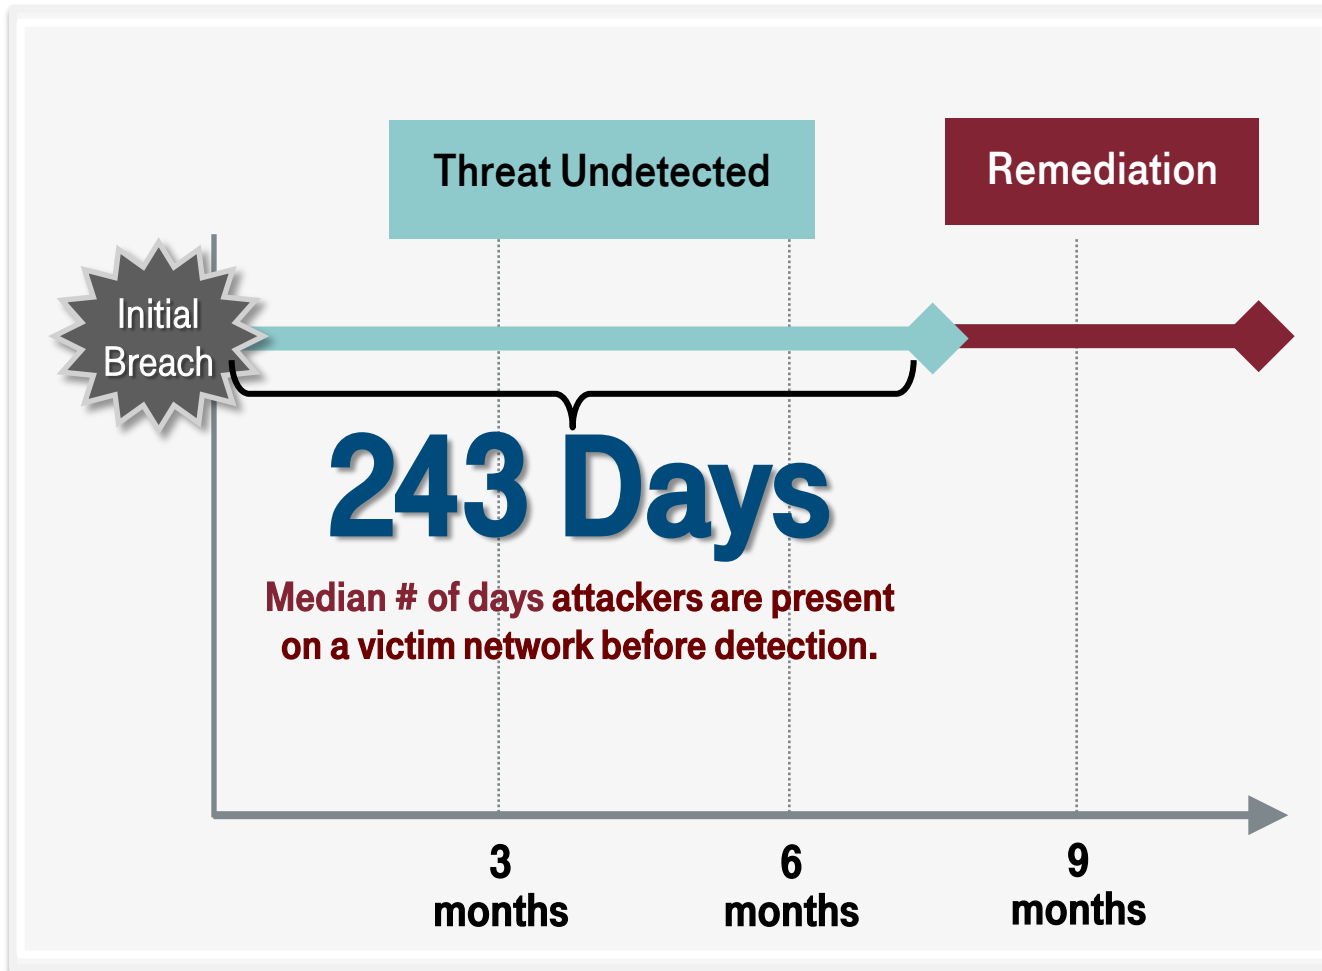 Threat Undetected
Remediation
Initial
Breach
243 Days
Median # of days attackers are present
on a victim network before detection.
3
months
6
months
9
months